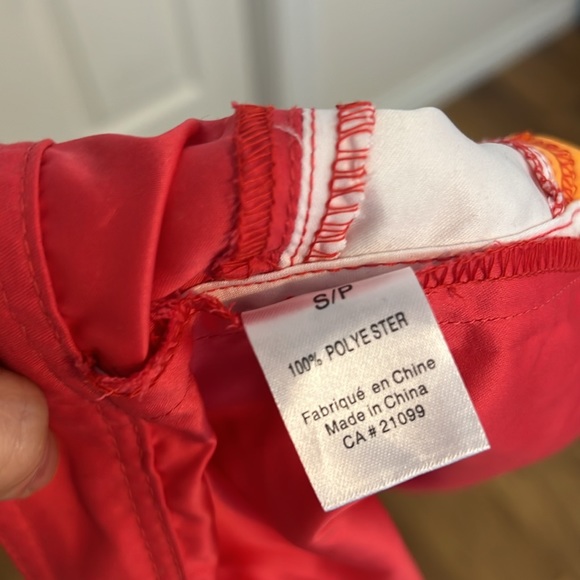 S/P
100% POLYESTER
Fabriqué en Chine
Made in China
CA # 21099